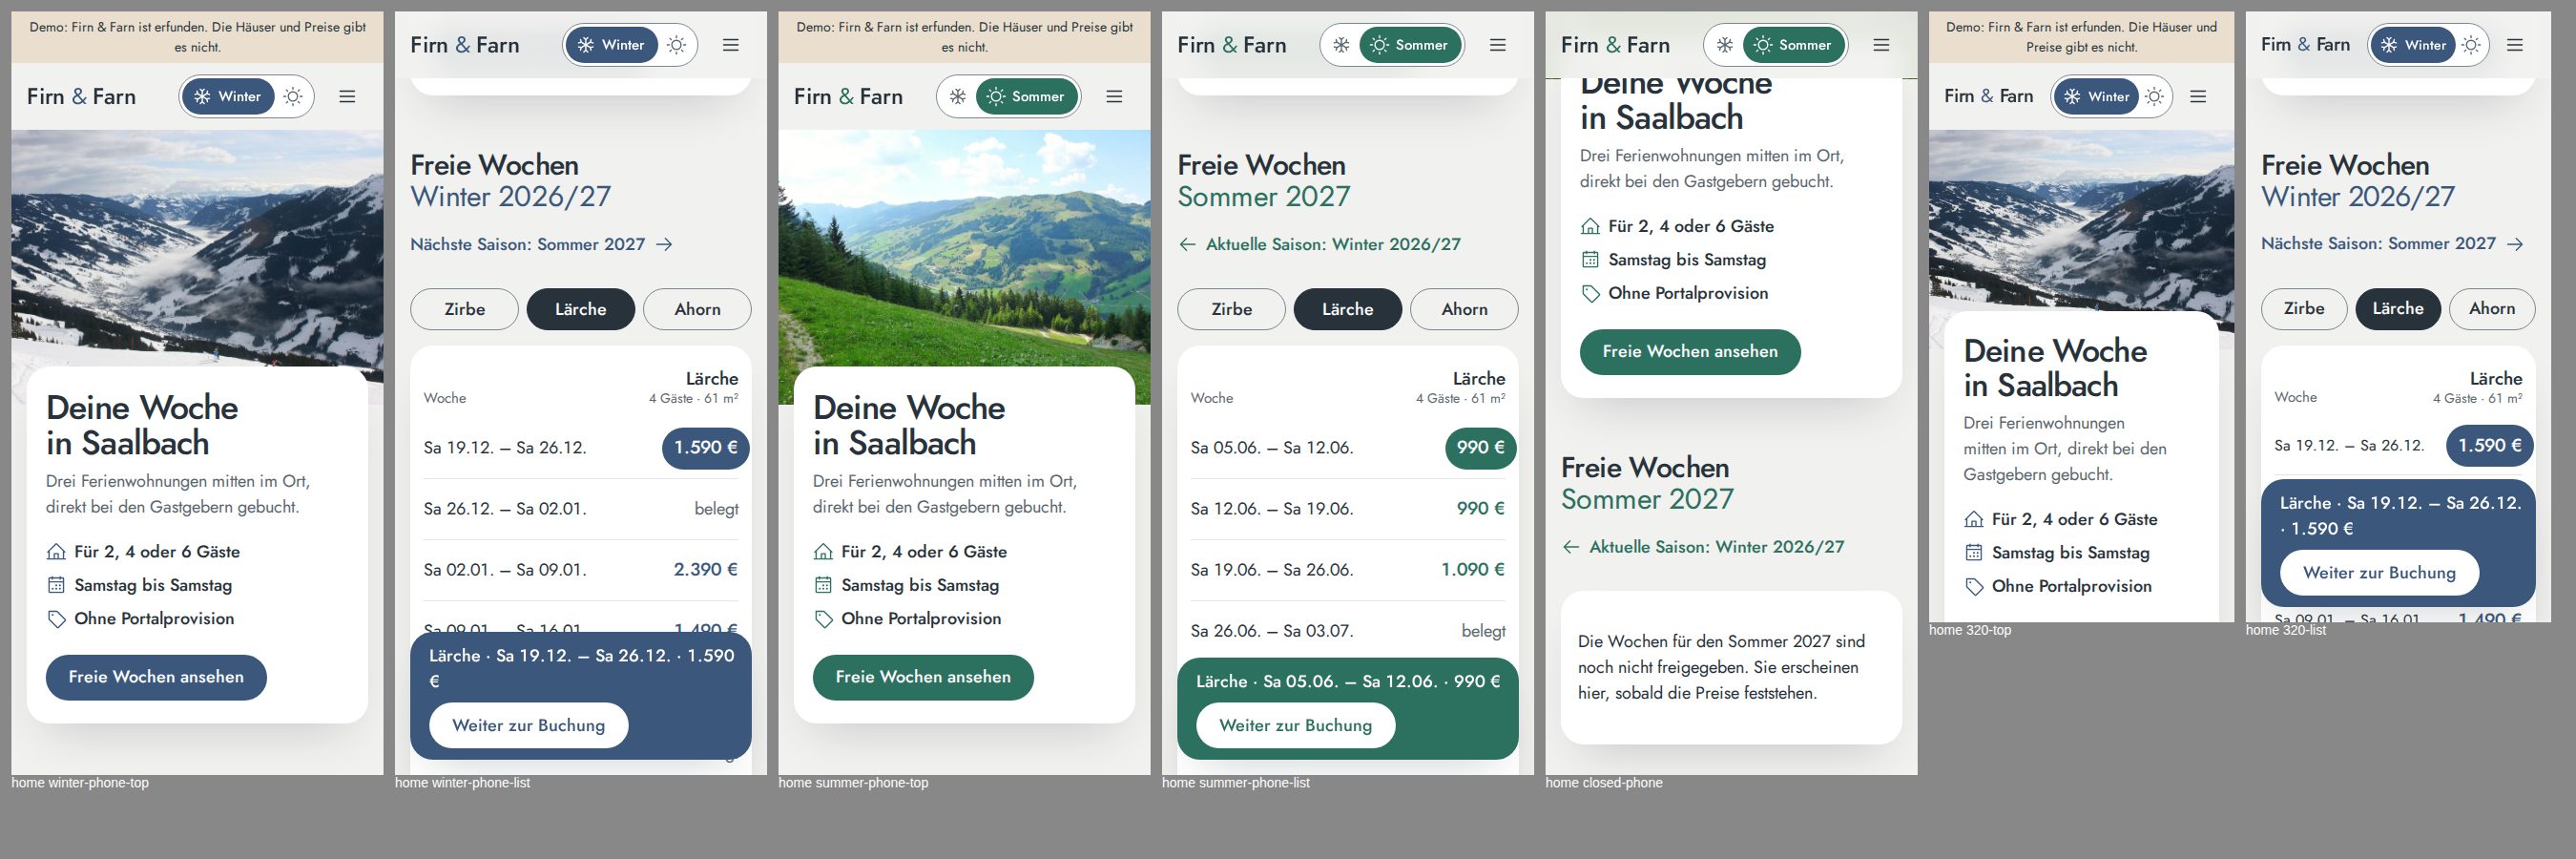 Demo: Firn & Farn ist erfunden. Die Häuser und Preise gibt
es nicht.
Firn & Farn
Winter
Deine Woche
in Saalbach
Drei Ferienwohnungen mitten im Ort,
direkt bei den Gastgebern gebucht.
Für 2, 4 oder 6 Gäste
Samstag bis Samstag
Ohne Portalprovision
Freie Wochen ansehen
home winter-phone-top
Firn & Farn
Winter
Freie Wochen
Winter 2026/27
Nächste Saison: Sommer 2027 →
Zirbe
Lärche
Ahorn
Lärche
Woche
4 Gäste · 61 m²
Sa 19.12. – Sa 26.12.
1.590 €
Sa 26.12. – Sa 02.01.
belegt
Sa 02.01. – Sa 09.01.
2.390 €
Sa 09.01. – Sa 16.01.
1.490 €
Lärche · Sa 19.12. – Sa 26.12. · 1.590
€
Weiter zur Buchung
home winter-phone-list
Demo: Firn & Farn ist erfunden. Die Häuser und Preise gibt
es nicht.
Firn & Farn
Sommer
Deine Woche
in Saalbach
Drei Ferienwohnungen mitten im Ort,
direkt bei den Gastgebern gebucht.
Für 2, 4 oder 6 Gäste
Samstag bis Samstag
Ohne Portalprovision
Freie Wochen ansehen
home summer-phone-top
Firn & Farn
Sommer
Freie Wochen
Sommer 2027
← Aktuelle Saison: Winter 2026/27
Zirbe
Lärche
Ahorn
Lärche
Woche
4 Gäste · 61 m²
Sa 05.06. – Sa 12.06.
990 €
Sa 12.06. – Sa 19.06.
990 €
Sa 19.06. – Sa 26.06.
1.090 €
Sa 26.06. – Sa 03.07.
belegt
Lärche · Sa 05.06. – Sa 12.06. · 990 €
Weiter zur Buchung
home summer-phone-list
Firn & Farn
Sommer
Deine Woche
in Saalbach
Drei Ferienwohnungen mitten im Ort,
direkt bei den Gastgebern gebucht.
Für 2, 4 oder 6 Gäste
Samstag bis Samstag
Ohne Portalprovision
Freie Wochen ansehen
Freie Wochen
Sommer 2027
← Aktuelle Saison: Winter 2026/27
Die Wochen für den Sommer 2027 sind
noch nicht freigegeben. Sie erscheinen
hier, sobald die Preise feststehen.
home closed-phone
Demo: Firn & Farn ist erfunden. Die Häuser und
Preise gibt es nicht.
Firn & Farn
Winter
Deine Woche
in Saalbach
Drei Ferienwohnungen
mitten im Ort, direkt bei den
Gastgebern gebucht.
Für 2, 4 oder 6 Gäste
Samstag bis Samstag
Ohne Portalprovision
home 320-top
Firn & Farn
Winter
Freie Wochen
Winter 2026/27
Nächste Saison: Sommer 2027 →
Zirbe
Lärche
Ahorn
Lärche
Woche
4 Gäste · 61 m²
Sa 19.12. – Sa 26.12.
1.590 €
Lärche · Sa 19.12. – Sa 26.12.
· 1.590 €
Weiter zur Buchung
Sa 09.01. – Sa 16.01.
1.490 €
home 320-list